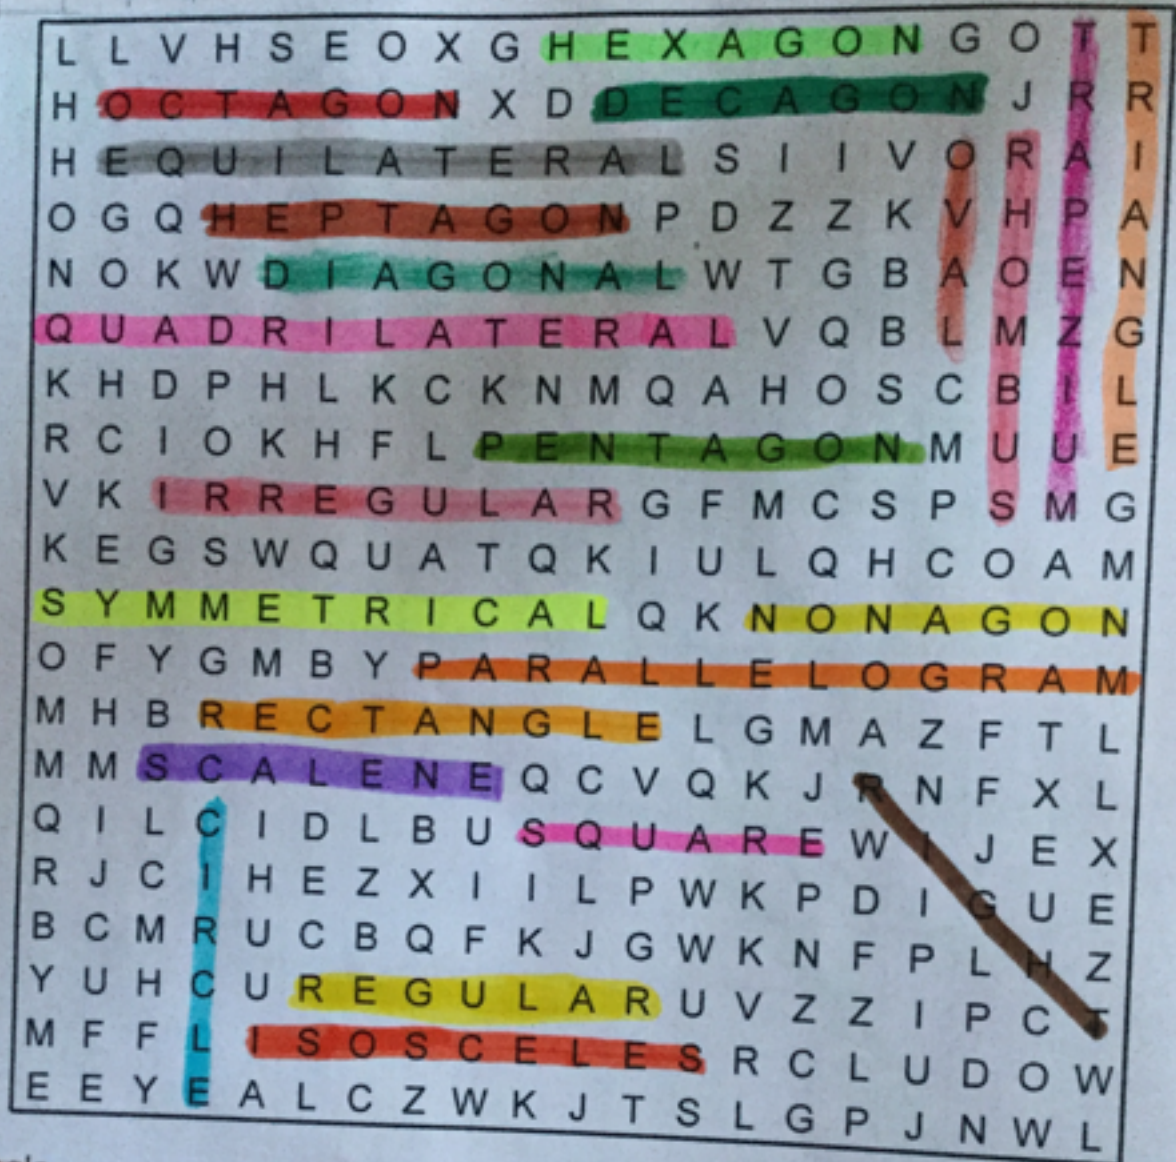 L L V H S E O X G H E X A G O N G O T T
H O C T A G O N X D D E C A G O N J R R
H E Q U I L A T E R A L S I I V O R A I
O G Q H E P T A G O N P D Z Z K V H P A
N O K W D I A G O N A L W T G B A O E N
Q U A D R I L A T E R A L V Q B L M Z G
K H D P H L K C K N M Q A H O S C B I L
R C I O K H F L P E N T A G O N M U U E
V K I R R E G U L A R G F M C S P S M G
K E G S W Q U A T Q K I U L Q H C O A M
S Y M M E T R I C A L Q K N O N A G O N
O F Y G M B Y P A R A L L E L O G R A M
M H B R E C T A N G L E L G M A Z F T L
M M S C A L E N E Q C V Q K J R N F X L
Q I L C I D L B U S Q U A R E W I J E X
R J C I H E Z X I I L P W K P D I G U E
B C M R U C B Q F K J G W K N F P L H Z
Y U H C U R E G U L A R U V Z Z I P C T
M F F L I S O S C E L E S R C L U D O W
E E Y E A L C Z W K J T S L G P J N W L